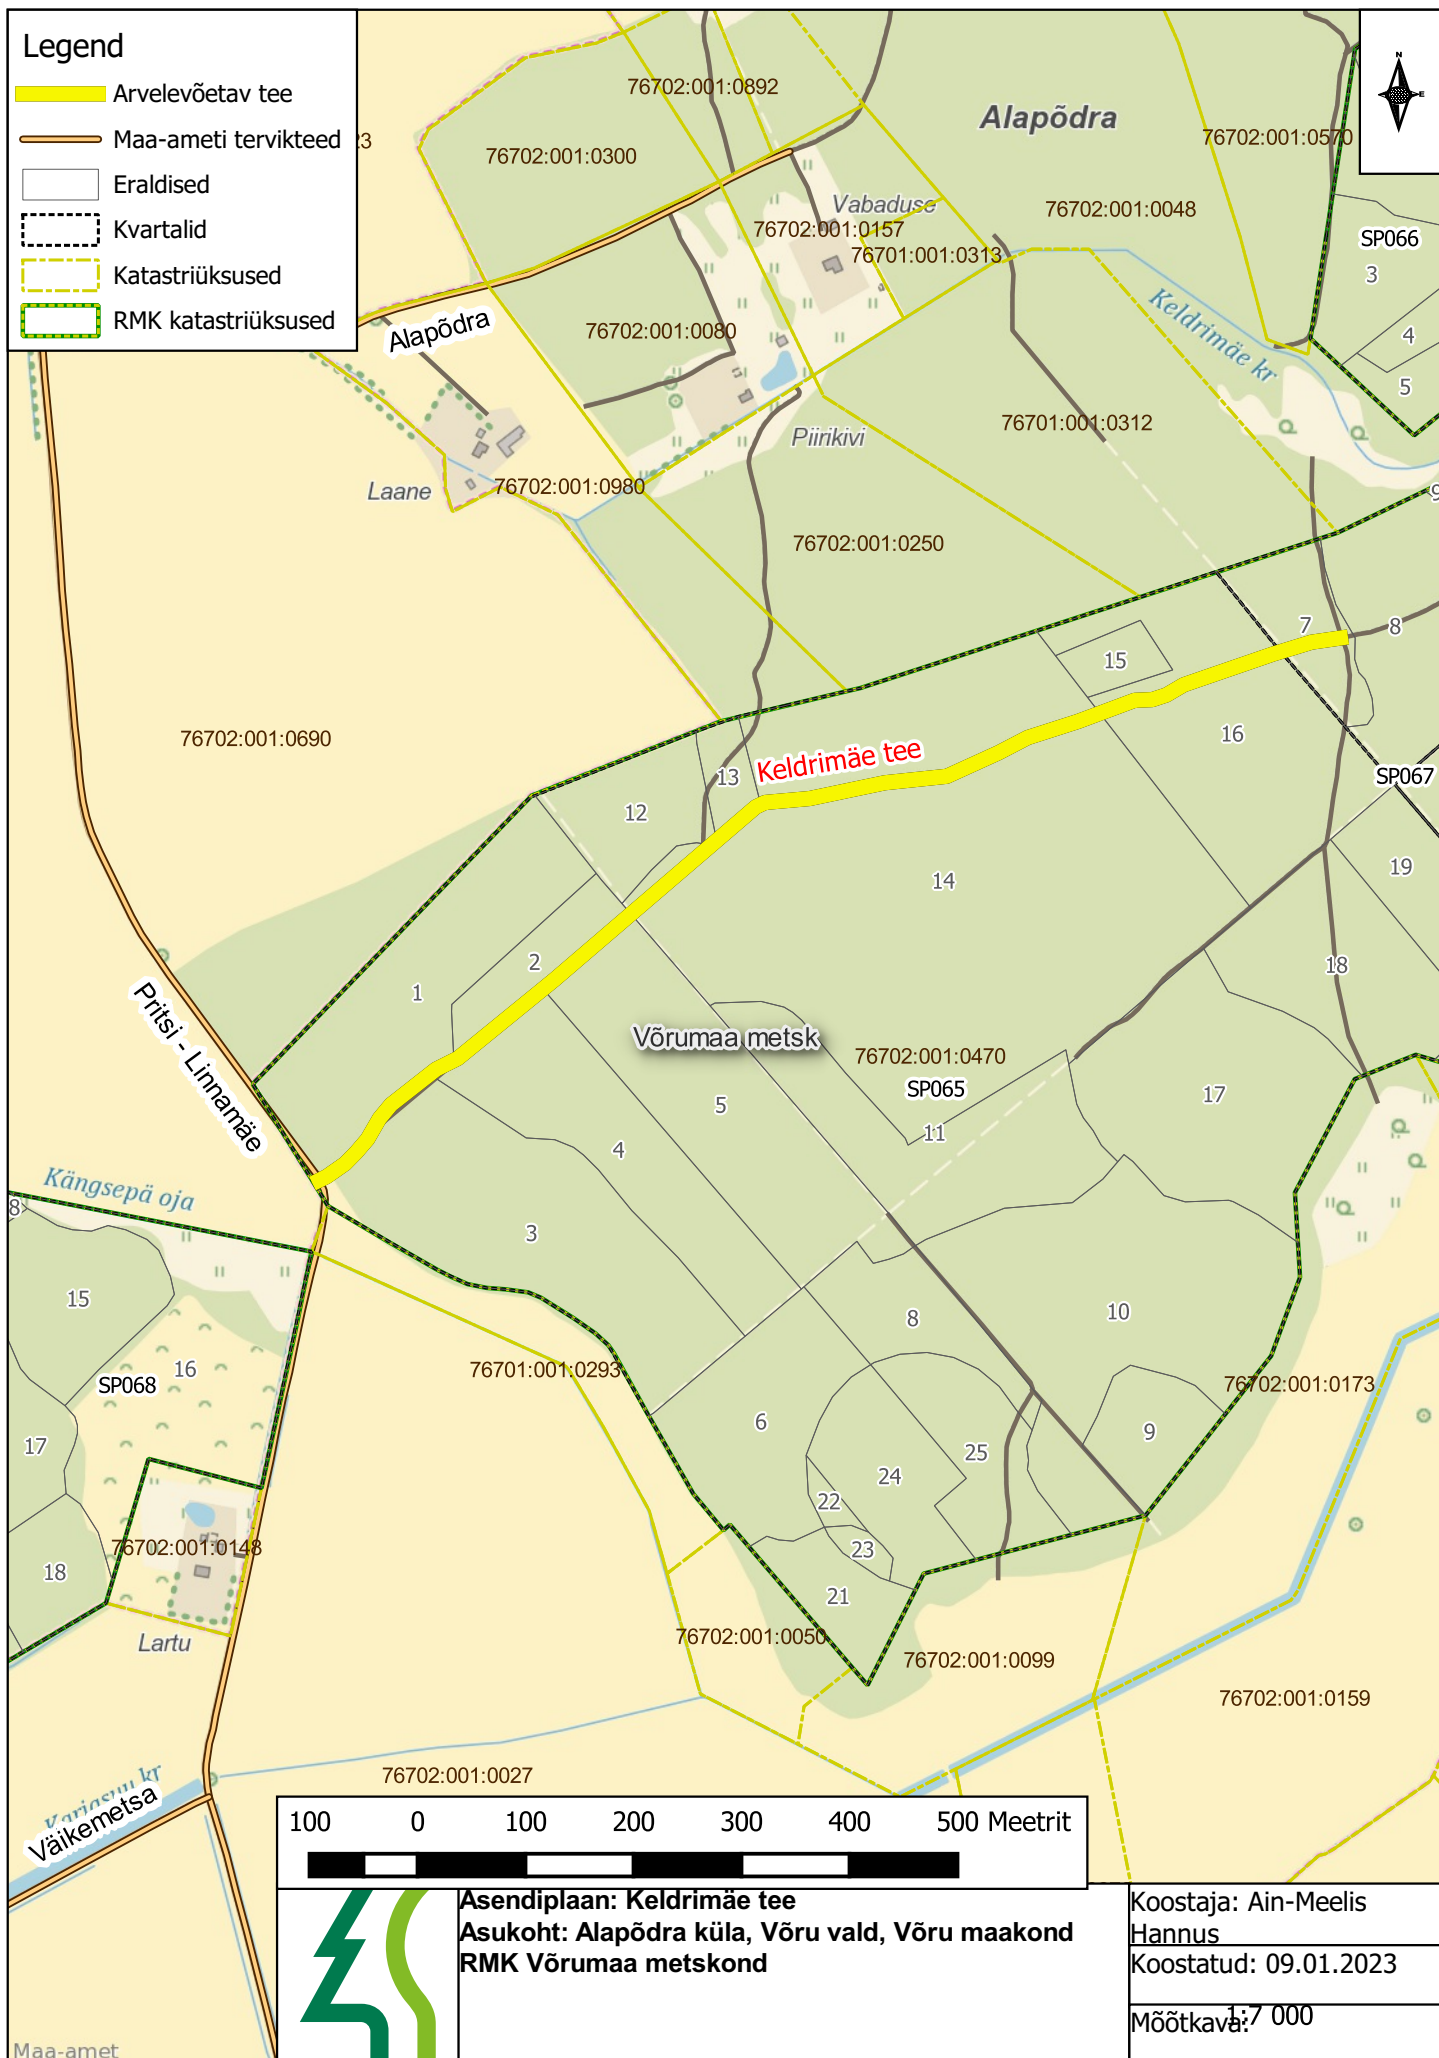 Legend
Arvelevõetav tee
Maa-ameti tervikteed
Eraldised
Kvartalid
Katastriüksused
RMK katastriüksused
23
N
E
76702:001:0892
Alapõdra
76702:001:0570
76702:001:0300
Vabaduse
76702:001:0048
76702:001:0157
SP066
76701:001:0313
3
Keldrimäe kr
Alapõdra
76702:001:0080
4
5
76701:001:0312
Piirikivi
Laane
76702:001:0980
9
76702:001:0250
7
8
15
76702:001:0690
16
Keldrimäe tee
13
SP067
12
14
19
2
18
1
Pritsi - Linnamäe
Võrumaa metsk
76702:001:0470
SP065
5
17
11
4
Kängsepä oja
8
3
15
10
8
16
76701:001:0293
SP068
76702:001:0173
6
9
17
25
24
22
76702:001:0148
23
18
21
Lartu
76702:001:0050
76702:001:0099
76702:001:0159
76702:001:0027
Karjasuu kr
Väikemetsa
100 0 100 200 300 400 500 Meetrit
Asendiplaan: Keldrimäe tee
Asukoht: Alapõdra küla, Võru vald, Võru maakond
RMK Võrumaa metskond
Koostaja: Ain-Meelis
Hannus
Koostatud: 09.01.2023
Mõõtkava: 1:7 000
Maa-amet